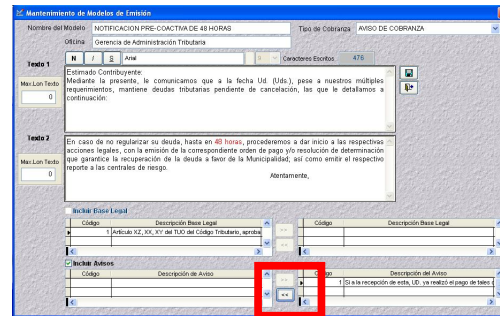 Mantenimiento de Modelos de Emisión
Nombre del Modelo NOTIFICACION PRE-COACTIVA DE 48 HORAS Tipo de Cobranza AVISO DE COBRANZA
Oficina Gerencia de Administración Tributaria
Texto 1 N / S Arial 8 Caracteres Escritos 476
Estimado Contribuyente:
Mediante la presente, le comunicamos que a la fecha Ud. (Uds.), pese a nuestros múltiples
requerimientos, mantiene deudas tributarias pendiente de cancelación, las que le detallamos a
continuación:
Max.Lon Texto
0
Texto 2
En caso de no regularizar su deuda, hasta en 48 horas, procederemos a dar inicio a las respectivas
acciones legales, con la emisión de la correspondiente orden de pago y/o resolución de determinación
que garantice la recuperación de la deuda a favor de la Municipalidad; así como emitir el respectivo
reporte a las centrales de riesgo.
Atentamente,
Max.Lon Texto
0
Incluir Base Legal
Código Descripción Base Legal >> Código Descripción Base Legal
1 Artículo XZ, XX, XY del TUO del Código Tributario, aproba <<
Incluir Avisos
Código Descripción de Aviso >> Código Descripción del Aviso
1 Si a la recepción de esta, UD. ya realizó el pago de tales
<<